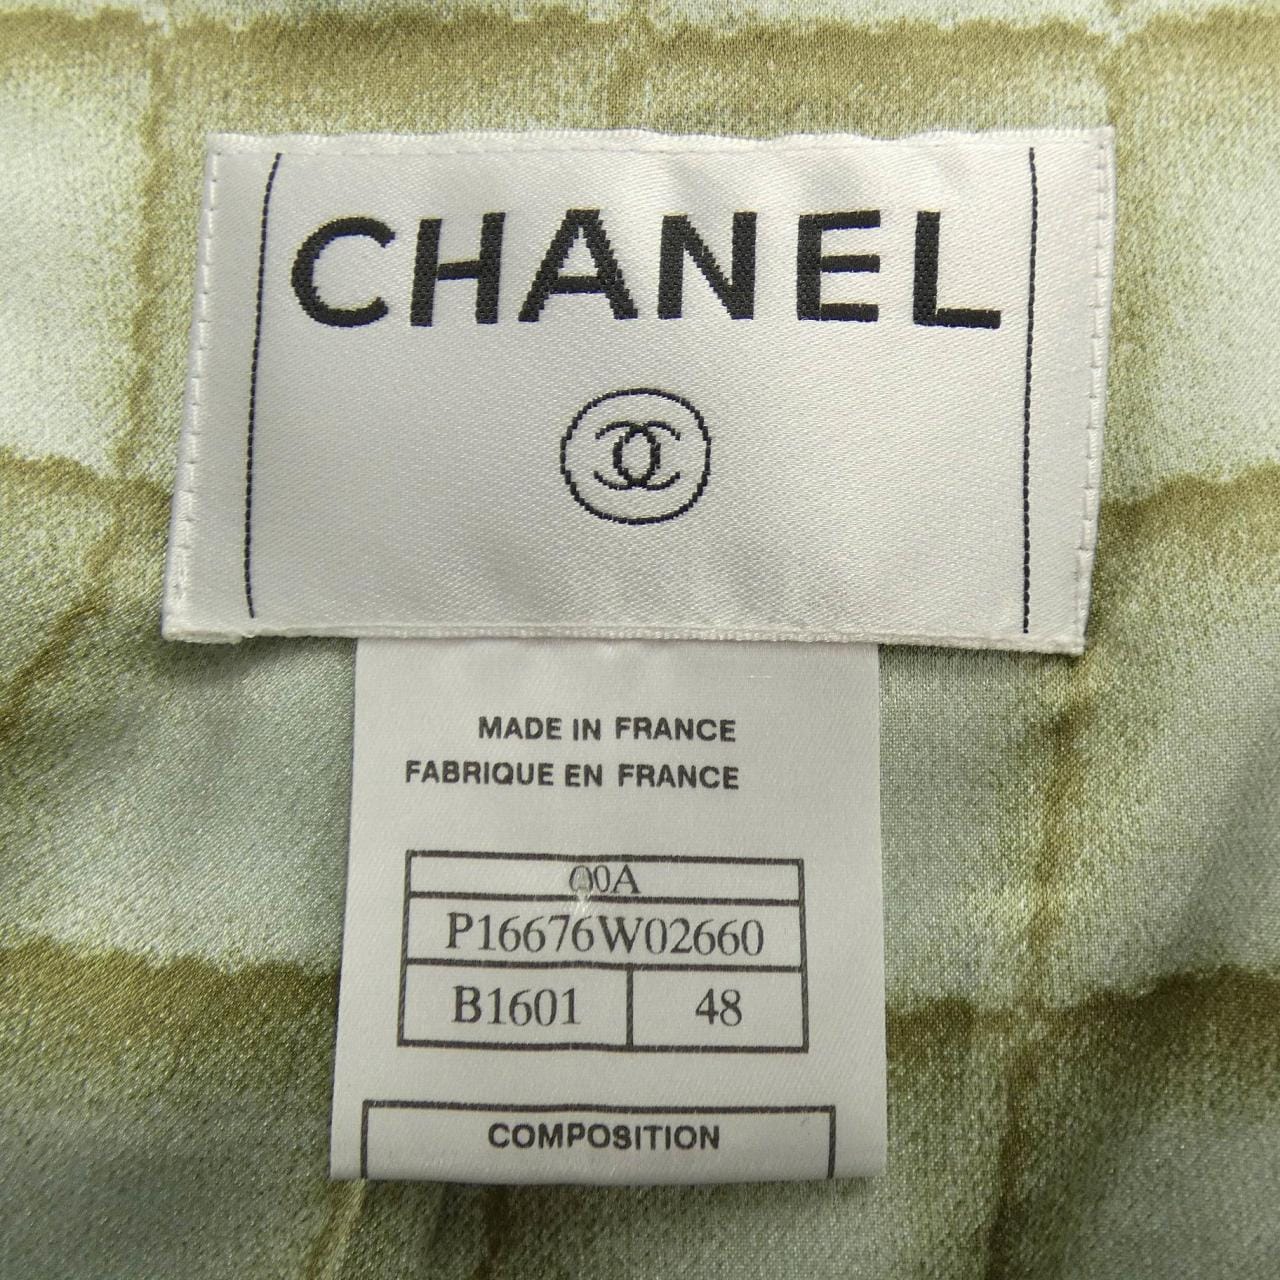 CHANEL
MADE IN FRANCE
FABRIQUE EN FRANCE
00A
P16676W02660
B1601 48
COMPOSITION